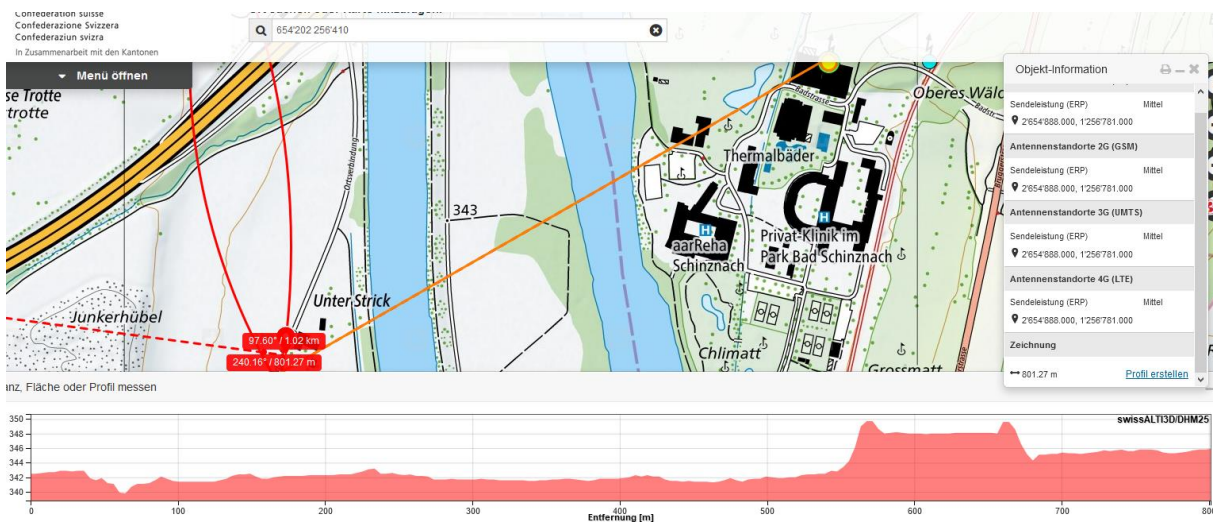 Confédération suisse
Confederazione Svizzera
Confederaziun svizra
In Zusammenarbeit mit den Kantonen
654'202 256'410
Menü öffnen
se Trotte
trotte
Ortsverbindung
343
Junkerhübel
Unter Strick
97.60° / 1.02 km
240.16° / 801.27 m
Badstrasse
Oberes Wäld
Badstr
Thermalbäder
H
aarReha
Schinznach
H
Privat-Klinik im
Park Bad Schinznach
Chlimatt
Grossmatt
Objekt-Information
Sendeleistung (ERP) Mittel
2'654'888.000, 1'256'781.000
Antennenstandorte 2G (GSM)
2'654'888.000, 1'256'781.000
Antennenstandorte 3G (UMTS)
Sendeleistung (ERP) Mittel
2'654'888.000, 1'256'781.000
Antennenstandorte 4G (LTE)
Sendeleistung (ERP) Mittel
2'654'888.000, 1'256'781.000
Zeichnung
801.27 m Profil erstellen
anz, Fläche oder Profil messen
swissALTI3D/DHM25
350
348
346
344
342
340
0 100 200 300 400 500 600 700 800
Entfernung [m]